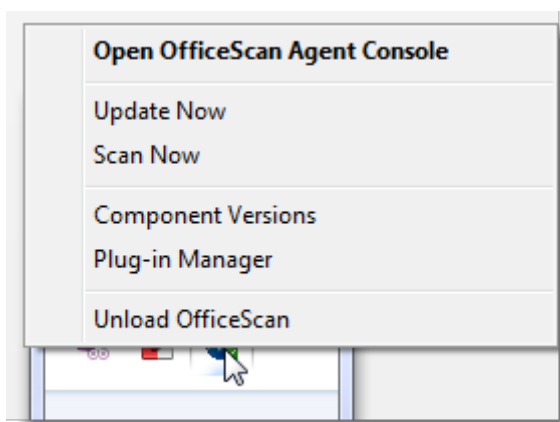 Open OfficeScan Agent Console
Update Now
Scan Now
Component Versions
Plug-in Manager
Unload OfficeScan